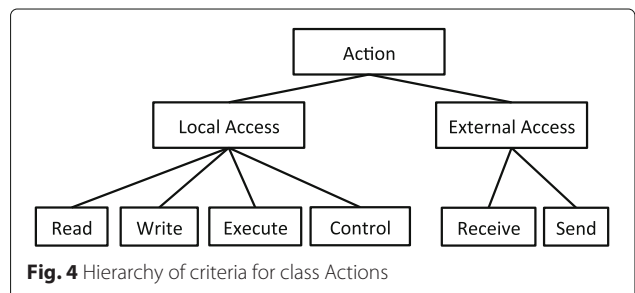 Action
Local Access External Access
Read Write Execute Control Receive Send
Fig. 4 Hierarchy of criteria for class Actions